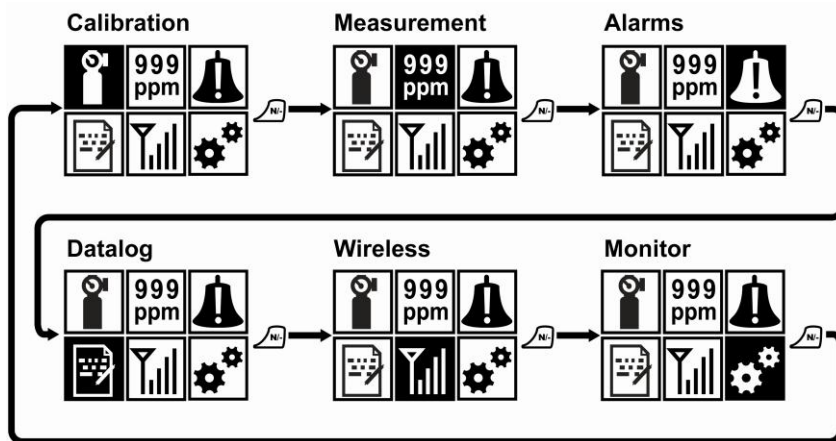 Calibration
Measurement
Alarms
999
ppm
N/-
999
ppm
N/-
999
ppm
N/-
Datalog
Wireless
Monitor
999
ppm
N/-
999
ppm
N/-
999
ppm
N/-